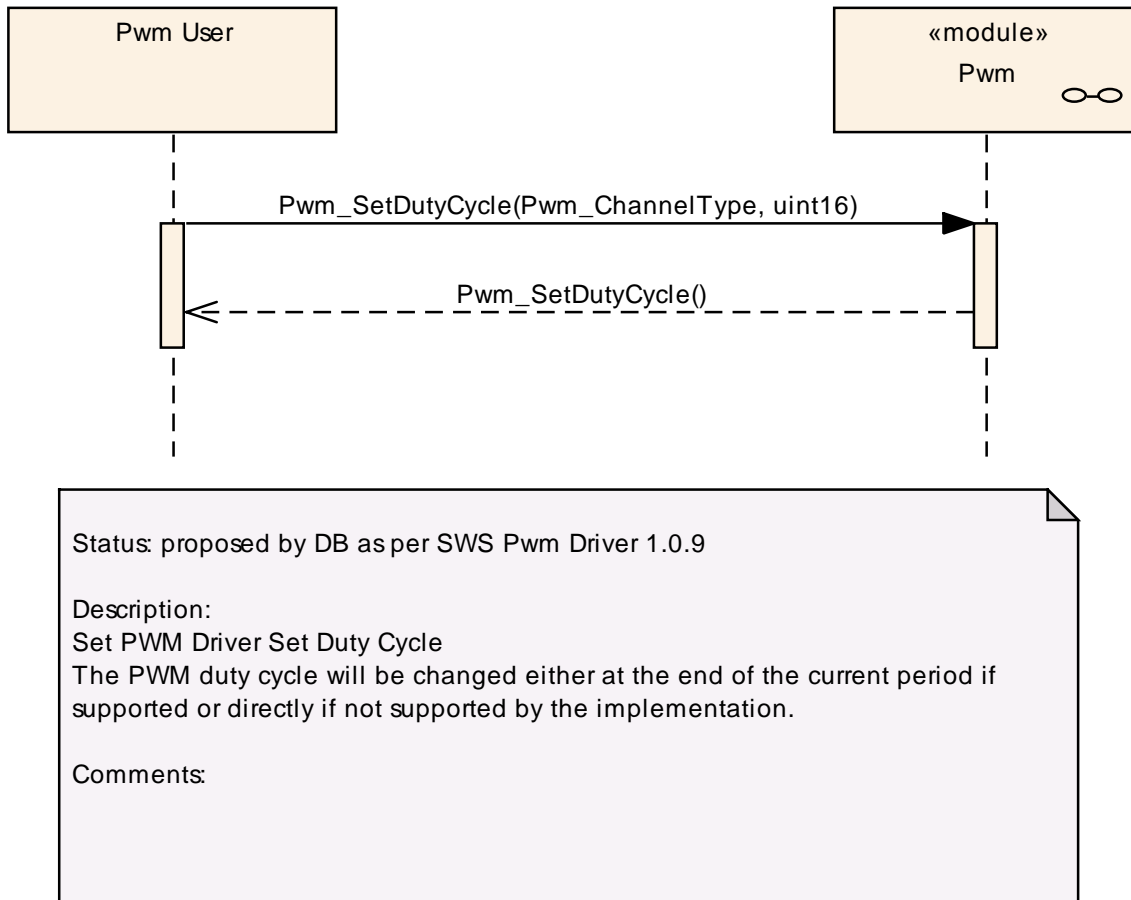 Pwm User
«module»
Pwm
Pwm_SetDutyCycle(Pwm_ChannelType, uint16)
Pwm_SetDutyCycle()
Status: proposed by DB as per SWS Pwm Driver 1.0.9
Description:
Set PWM Driver Set Duty Cycle
The PWM duty cycle will be changed either at the end of the current period if
supported or directly if not supported by the implementation.
Comments: